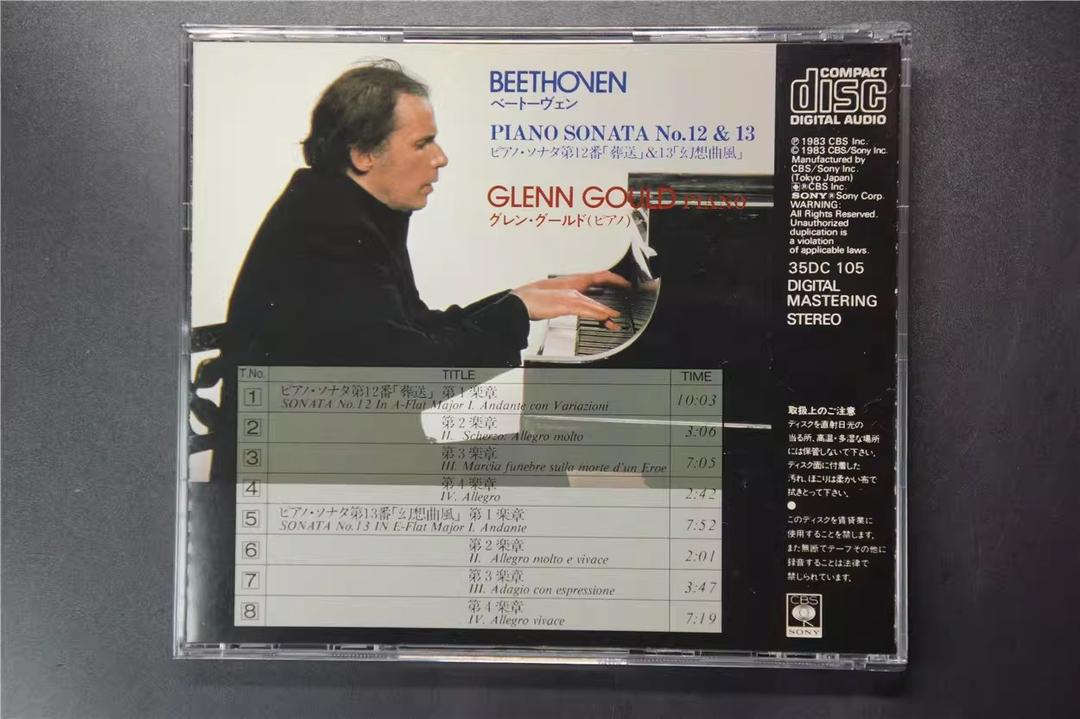 BEETHOVEN
ベートーヴェン
PIANO SONATA No.12 & 13
ピアノ・ソナタ第12番「葬送」&13「幻想曲風」
GLENN GOULD PIANO
グレン・グールド(ピアノ)
COMPACT
disc
DIGITAL AUDIO
℗ 1983 CBS Inc.
© 1983 CBS/Sony Inc.
Manufactured by
CBS/Sony Inc.
(Tokyo Japan)
®CBS Inc.
SONY®Sony Corp.
WARNING:
All Rights Reserved.
Unauthorized
duplication is
a violation
of applicable laws.
35DC 105
DIGITAL
MASTERING
STEREO
T.No. TITLE TIME
1 ピアノ・ソナタ第12番「葬送」 第1楽章
SONATA No.12 In A-Flat Major I. Andante con Variazioni 10:03
2 第2楽章
II. Scherzo. Allegro molto 3:06
3 第3楽章
III. Marcia funebre sulla morte d'un Eroe 7:05
4 第4楽章
IV. Allegro 2:42
5 ピアノ・ソナタ第13番「幻想曲風」 第1楽章
SONATA No.13 IN E-Flat Major I. Andante 7:52
6 第2楽章
II. Allegro molto e vivace 2:01
7 第3楽章
III. Adagio con espressione 3:47
8 第4楽章
IV. Allegro vivace 7:19
取扱上のご注意
ディスクを直射日光の
当る所、高温・多湿な場所
には保管しないで下さい。
ディスク面に付着した
汚れ、ほこりは柔かい布で
拭きとって下さい。
このディスクを賃貸業に
使用することを禁じます。
また無断でテープその他に
録音することは法律で
禁じられています。
CBS
SONY